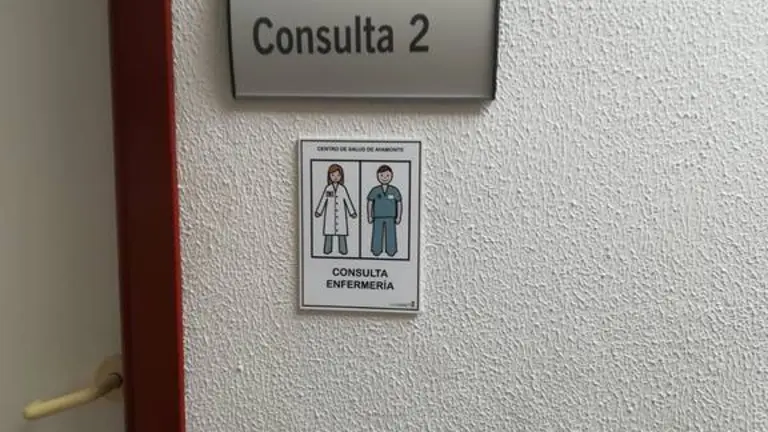 Consulta 2
CENTRO DE SALUD DE AYAMONTE
CONSULTA
ENFERMERÍA